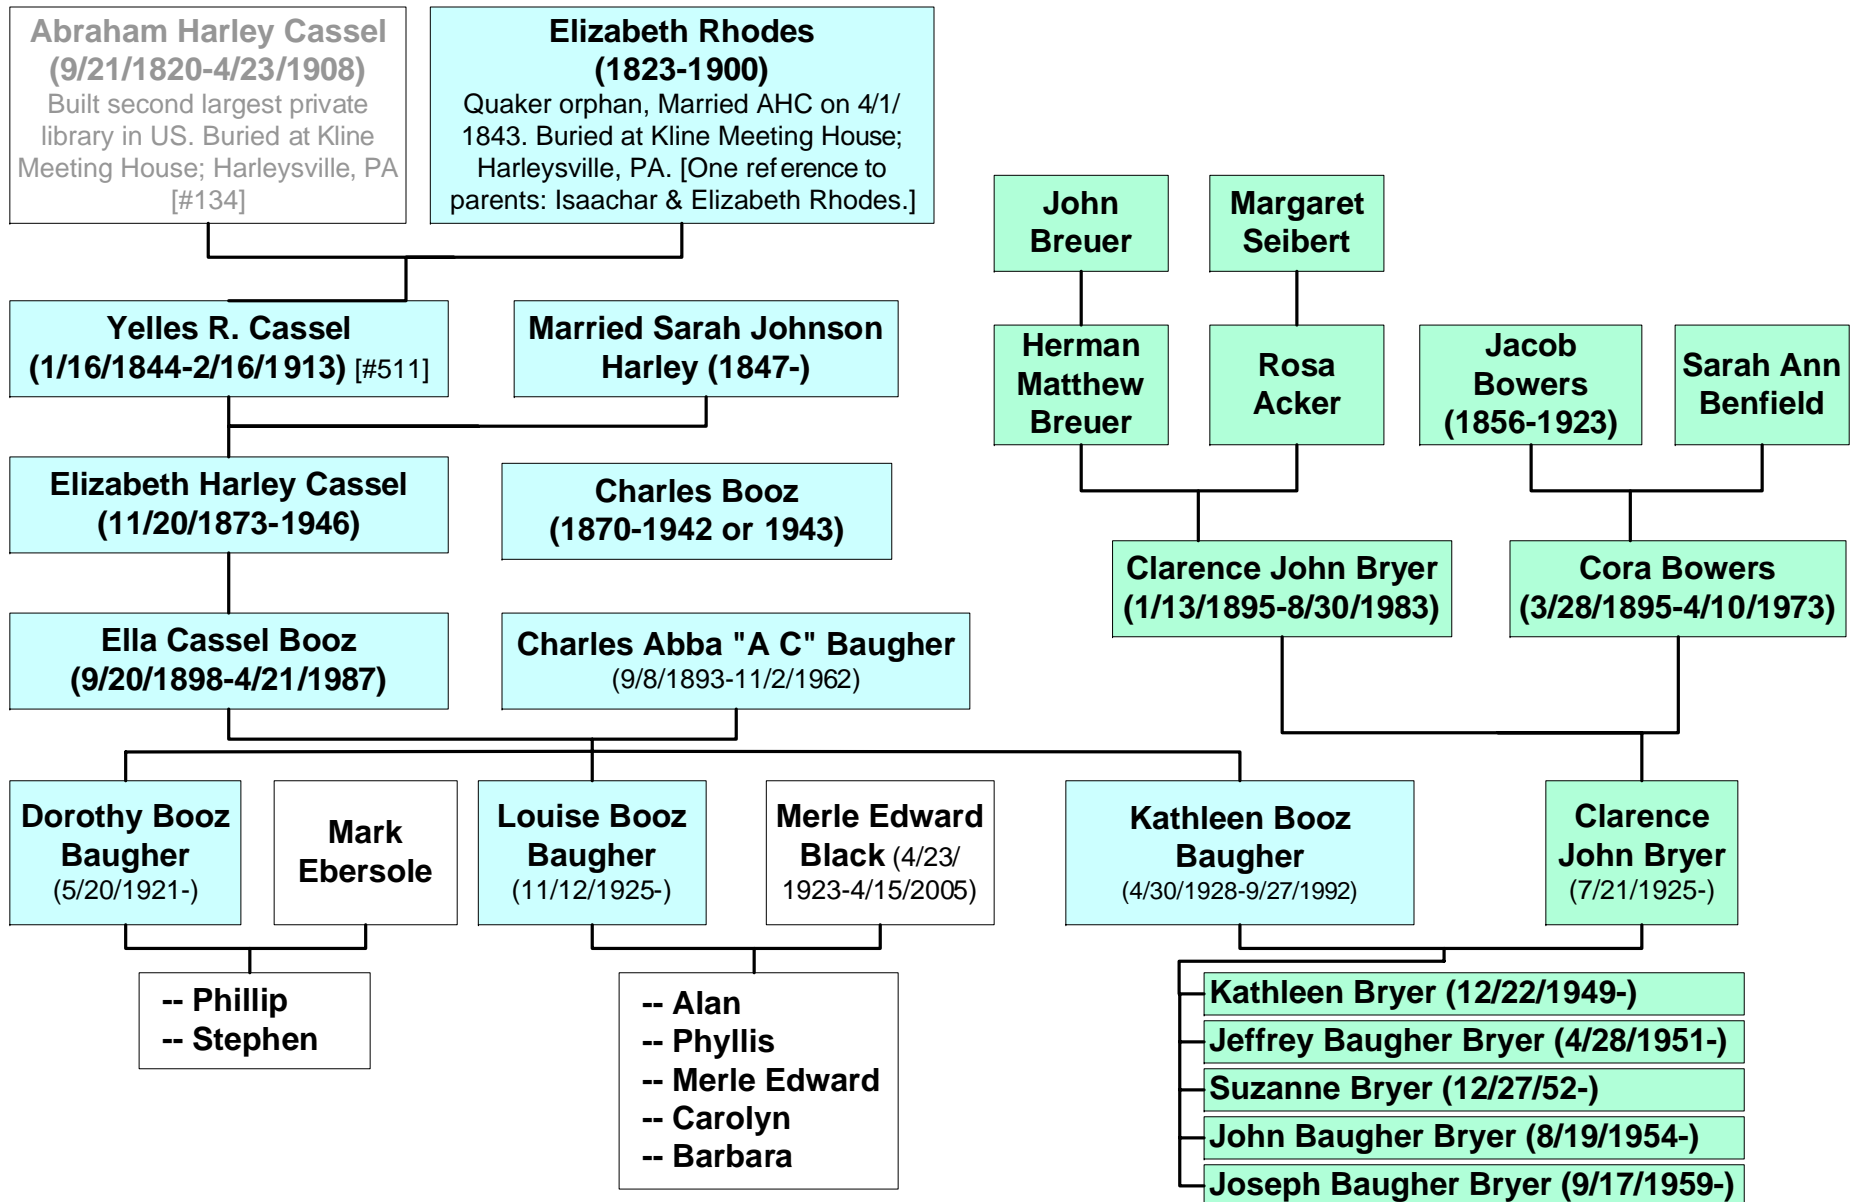 Abraham Harley Cassel
(9/21/1820-4/23/1908)
Built second largest private
library in US. Buried at Kline
Meeting House; Harleysville, PA
[#134]
Elizabeth Rhodes
(1823-1900)
Quaker orphan, Married AHC on 4/1/
1843. Buried at Kline Meeting House;
Harleysville, PA. [One reference to
parents: Isaachar & Elizabeth Rhodes.]
John
Breuer
Margaret
Seibert
Yelles R. Cassel
(1/16/1844-2/16/1913) [#511]
Married Sarah Johnson
Harley (1847-)
Herman
Matthew
Breuer
Rosa
Acker
Jacob
Bowers
(1856-1923)
Sarah Ann
Benfield
Elizabeth Harley Cassel
(11/20/1873-1946)
Charles Booz
(1870-1942 or 1943)
Clarence John Bryer
(1/13/1895-8/30/1983)
Cora Bowers
(3/28/1895-4/10/1973)
Ella Cassel Booz
(9/20/1898-4/21/1987)
Charles Abba "A C" Baugher
(9/8/1893-11/2/1962)
Dorothy Booz
Baugher
(5/20/1921-)
Mark
Ebersole
Louise Booz
Baugher
(11/12/1925-)
Merle Edward
Black (4/23/
1923-4/15/2005)
Kathleen Booz
Baugher
(4/30/1928-9/27/1992)
Clarence
John Bryer
(7/21/1925-)
-- Phillip
-- Stephen
-- Alan
-- Phyllis
-- Merle Edward
-- Carolyn
-- Barbara
Kathleen Bryer (12/22/1949-)
Jeffrey Baugher Bryer (4/28/1951-)
Suzanne Bryer (12/27/52-)
John Baugher Bryer (8/19/1954-)
Joseph Baugher Bryer (9/17/1959-)